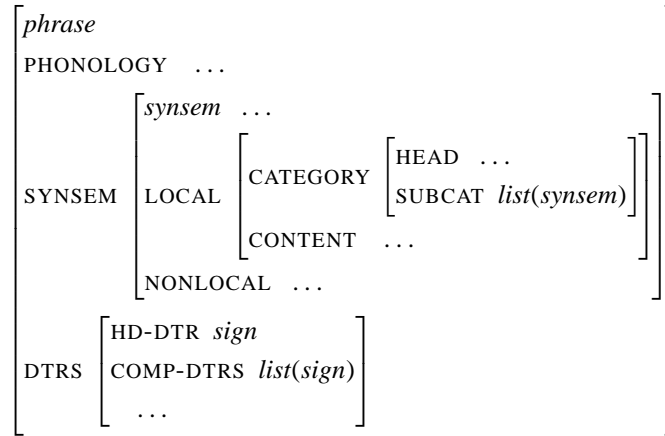 phrase
PHONOLOGY ...
synsem ...
HEAD ...
CATEGORY
SUBCAT list(synsem)
SYNSEM LOCAL
CONTENT ...
NONLOCAL ...
HD-DTR sign
DTRS COMP-DTRS list(sign)
...